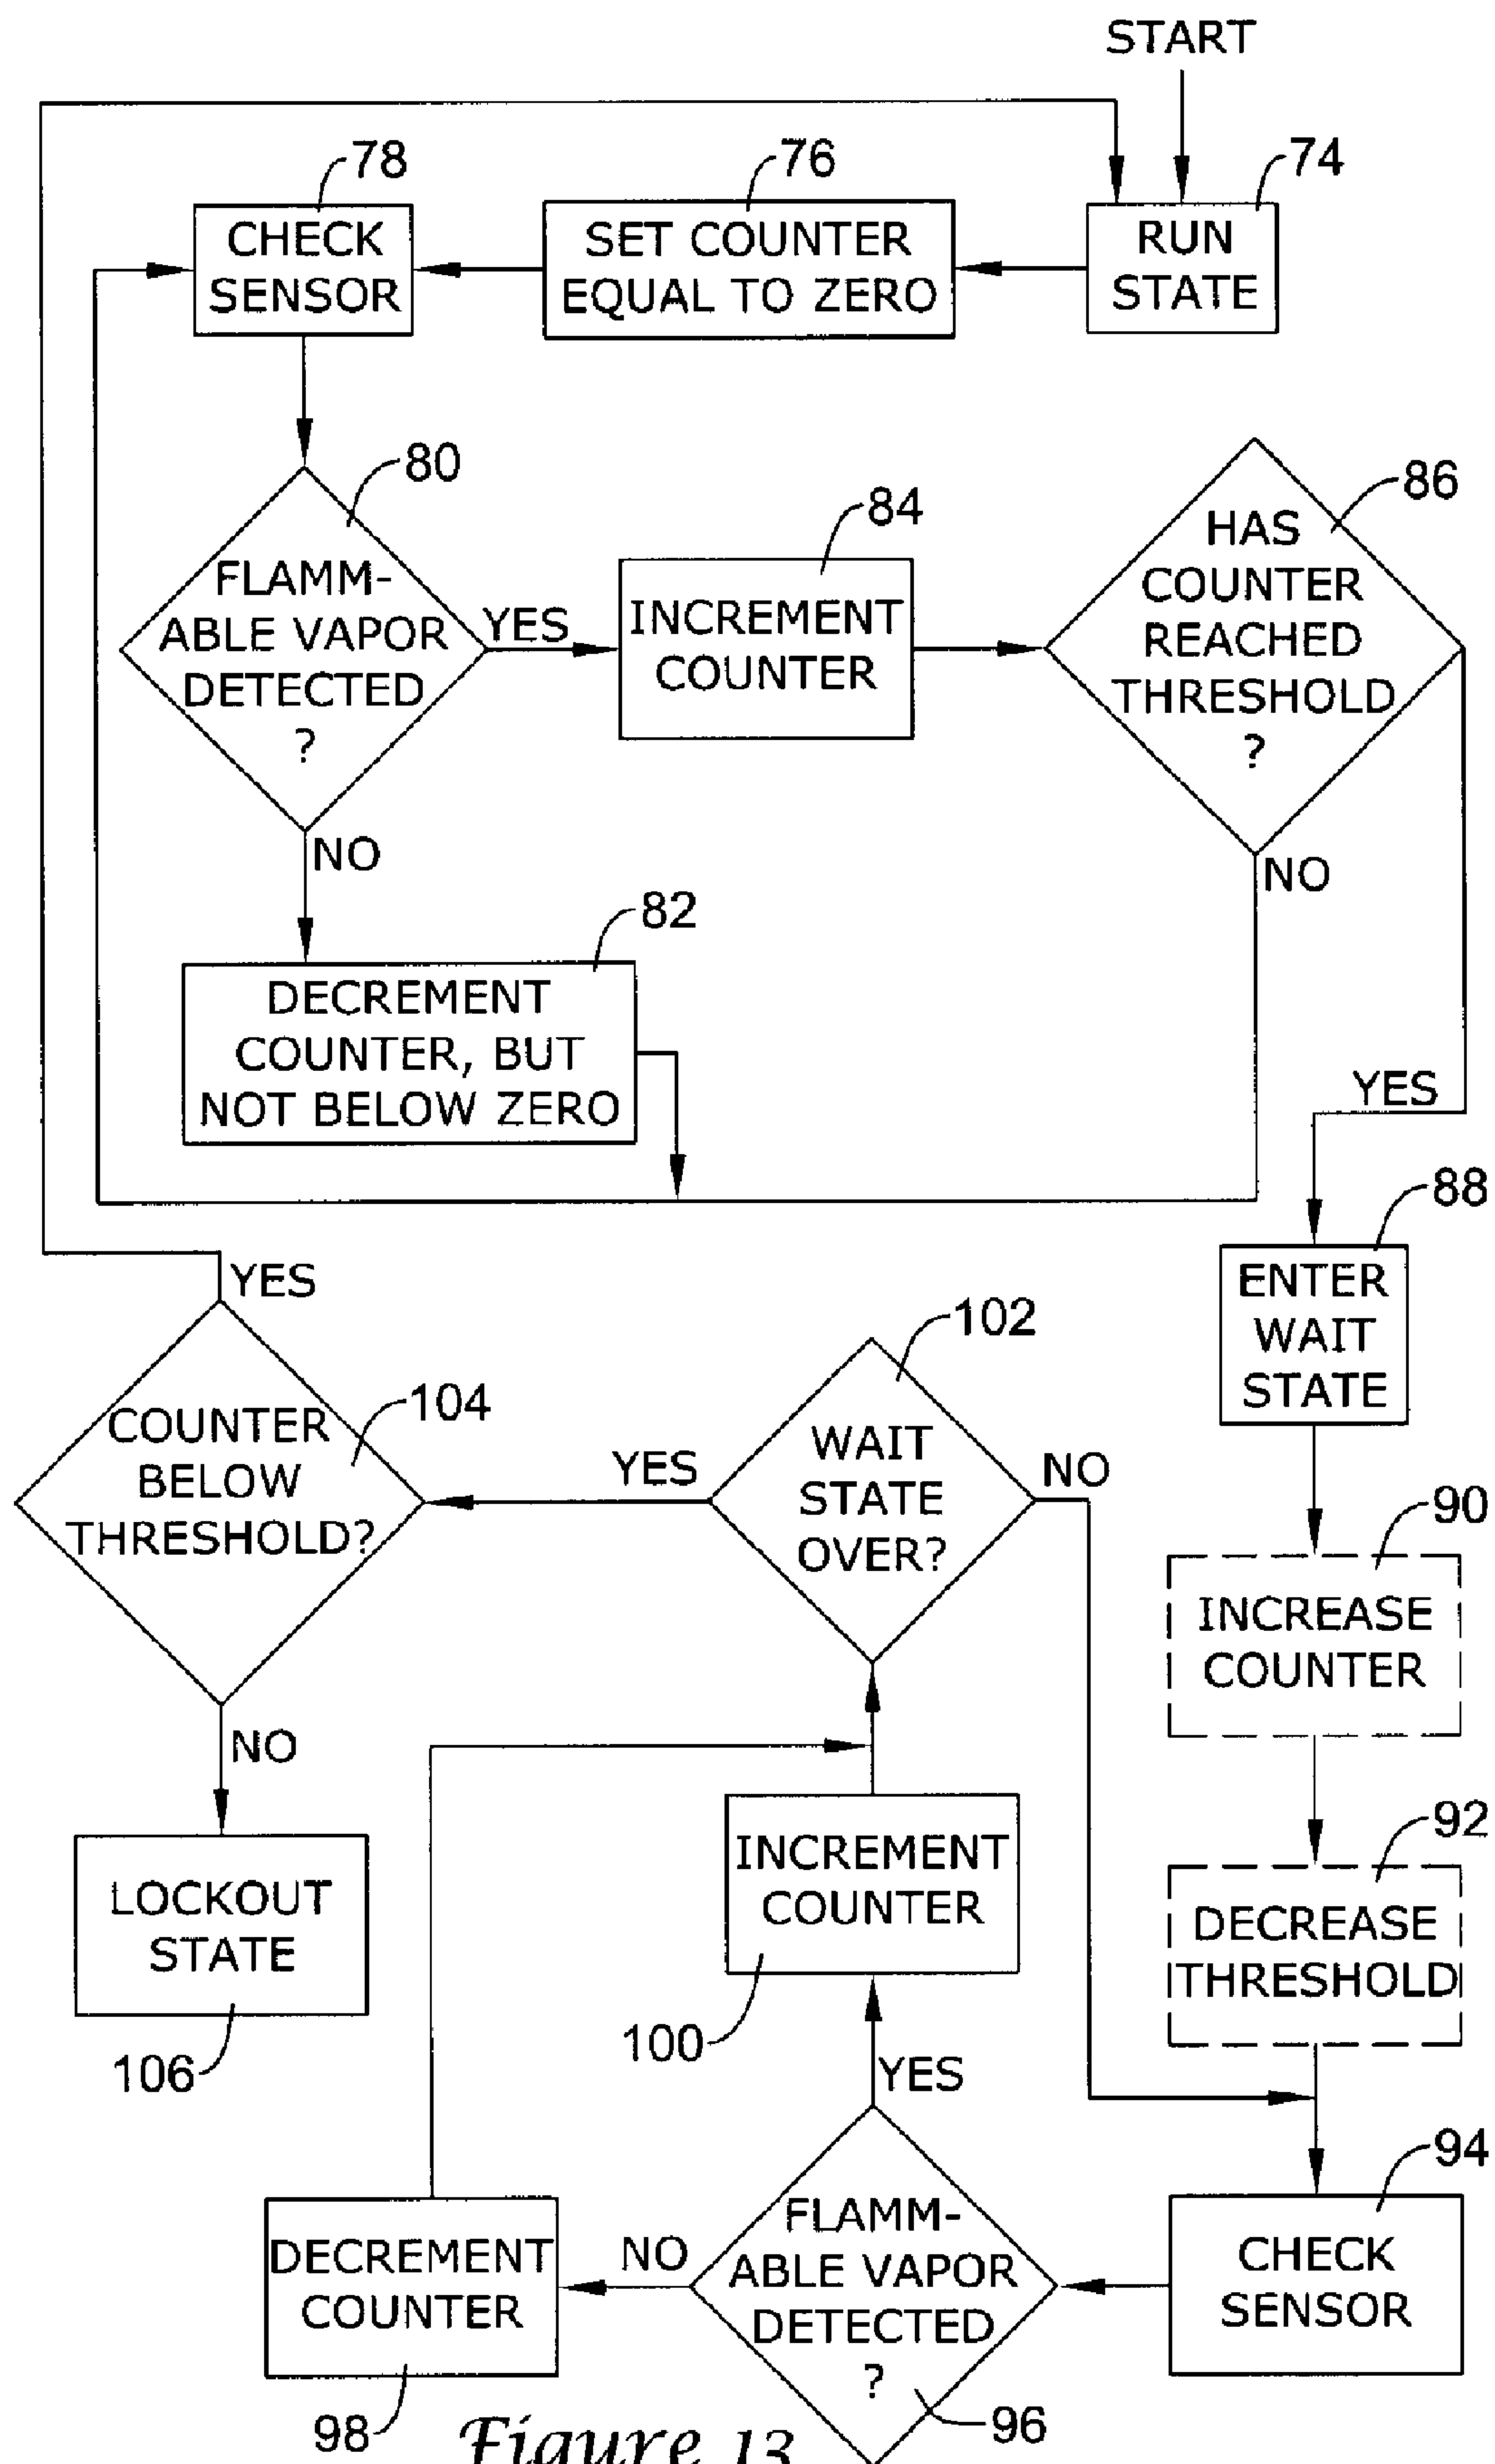 START
78
76
74
CHECK
SENSOR
SET COUNTER
EQUAL TO ZERO
RUN
STATE
80
84
86
FLAMM-
ABLE VAPOR
DETECTED
?
YES
INCREMENT
COUNTER
HAS
COUNTER
REACHED
THRESHOLD
?
NO
NO
82
DECREMENT
COUNTER, BUT
NOT BELOW ZERO
YES
88
ENTER
WAIT
STATE
YES
102
104
COUNTER
BELOW
THRESHOLD?
YES
WAIT
STATE
OVER?
NO
90
INCREASE
COUNTER
NO
92
DECREASE
THRESHOLD
LOCKOUT
STATE
106
INCREMENT
COUNTER
100
YES
94
CHECK
SENSOR
FLAMM-
ABLE VAPOR
DETECTED
?
96
NO
DECREMENT
COUNTER
98
Figure 13